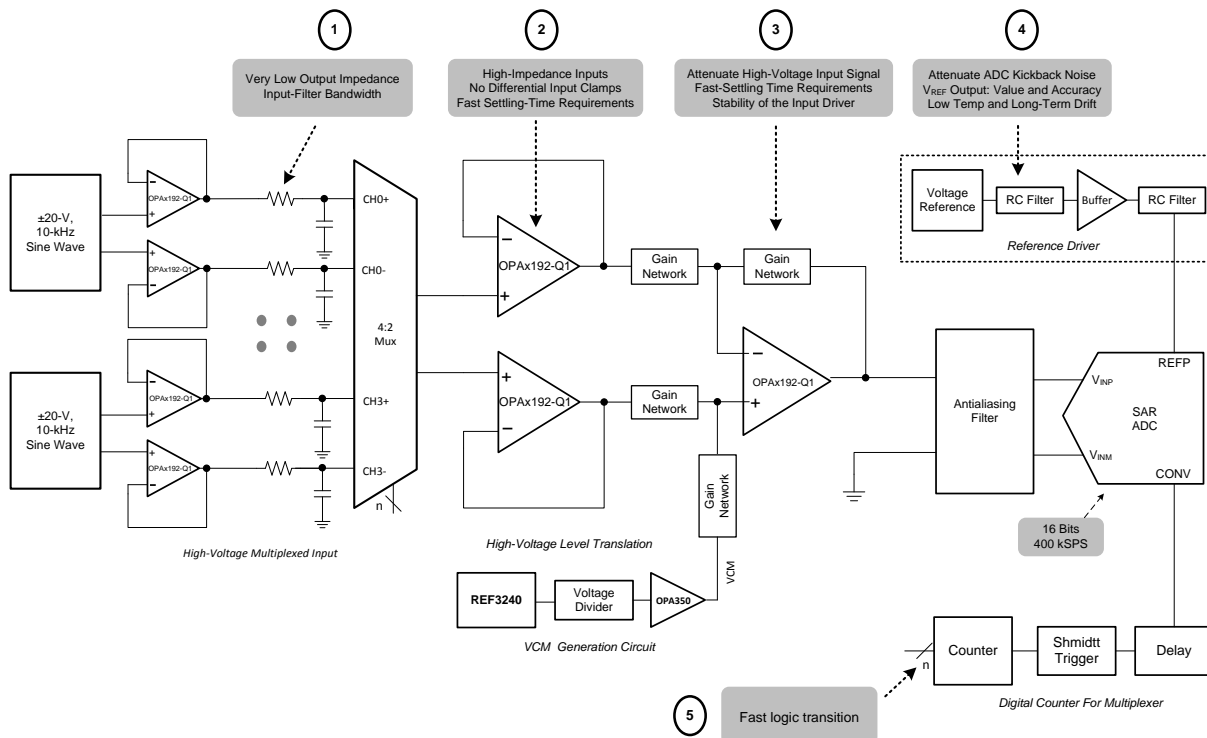 1
2
3
4
Very Low Output Impedance
Input-Filter Bandwidth
High-Impedance Inputs
No Differential Input Clamps
Fast Settling-Time Requirements
Attenuate High-Voltage Input Signal
Fast-Settling Time Requirements
Stability of the Input Driver
Attenuate ADC Kickback Noise
VREF Output: Value and Accuracy
Low Temp and Long-Term Drift
±20-V,
10-kHz
Sine Wave
−
OPAx192-Q1
+
+
OPAx192-Q1
−
CH0+
CH0-
±20-V,
10-kHz
Sine Wave
−
OPAx192-Q1
+
+
OPAx192-Q1
−
CH3+
CH3-
4:2
Mux
n
High-Voltage Multiplexed Input
−
OPAx192-Q1
+
+
OPAx192-Q1
−
Gain
Network
Gain
Network
Gain
Network
Gain
Network
−
OPAx192-Q1
+
High-Voltage Level Translation
VCM
REF3240
Voltage
Divider
OPA350
VCM Generation Circuit
Voltage
Reference
RC Filter
Buffer
RC Filter
Reference Driver
Antialiasing
Filter
REFP
VINP
SAR
ADC
VINM
CONV
16 Bits
400 kSPS
n
Counter
Shmidtt
Trigger
Delay
Digital Counter For Multiplexer
5
Fast logic transition